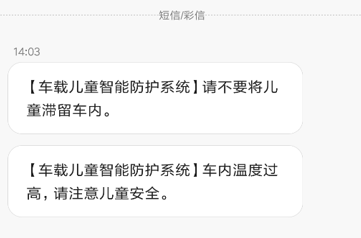 短信/彩信
14:03
【车载儿童智能防护系统】请不要将儿
童滞留车内。
【车载儿童智能防护系统】车内温度过
高，请注意儿童安全。